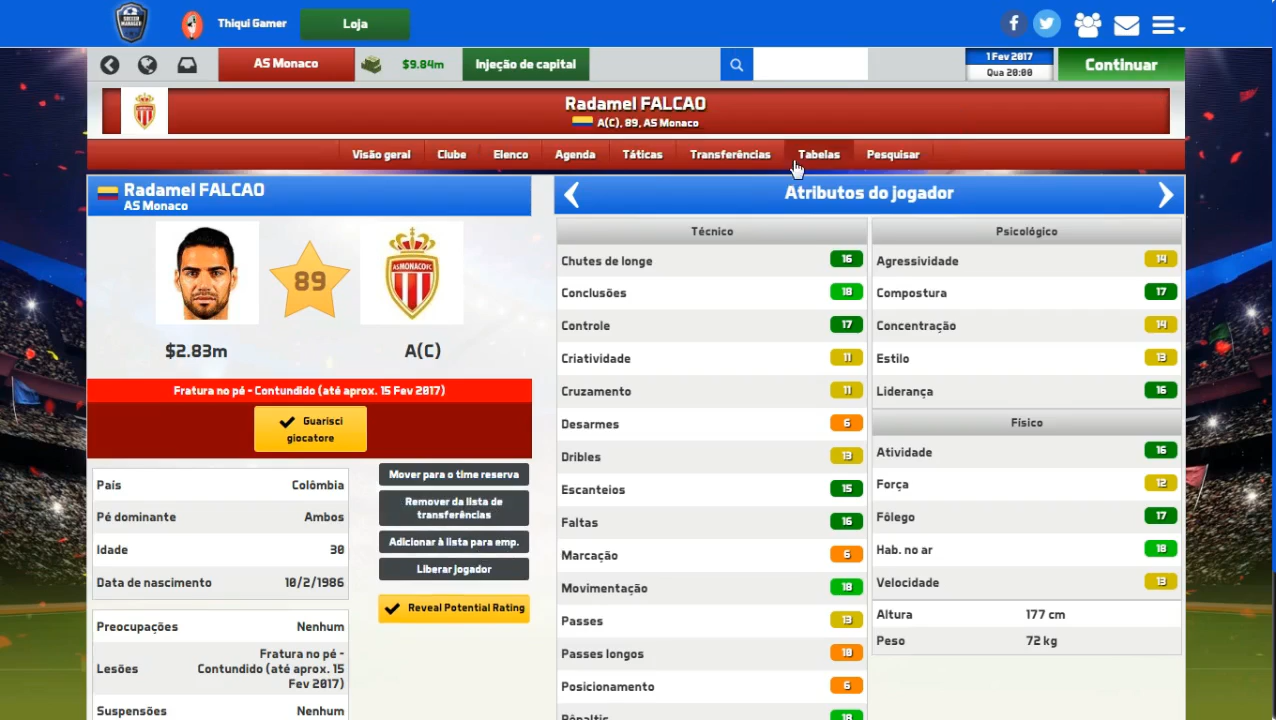 SOCCER MANAGER
Thiqui Gamer
Loja
AS Monaco
$9.84m
Injeção de capital
1 Fev 2017
Qua 20:00
Continuar
Radamel FALCAO
A(C), 89, AS Monaco
Visão geral
Clube
Elenco
Agenda
Táticas
Transferências
Tabelas
Pesquisar
Radamel FALCAO
AS Monaco
89
AS MONACO FC
$2.83m
A(C)
Fratura no pé - Contundido (até aprox. 15 Fev 2017)
Guarisci
giocatore
País Colômbia
Pé dominante Ambos
Idade 30
Data de nascimento 10/2/1986
Preocupações Nenhum
Lesões Fratura no pé -
Contundido (até aprox. 15
Fev 2017)
Suspensões Nenhum
Mover para o time reserva
Remover da lista de
transferências
Adicionar à lista para emp.
Liberar jogador
Reveal Potential Rating
Atributos do jogador
Técnico
Chutes de longe 16
Conclusões 18
Controle 17
Criatividade 11
Cruzamento 11
Desarmes 6
Dribles 13
Escanteios 15
Faltas 16
Marcação 6
Movimentação 18
Passes 13
Passes longos 10
Posicionamento 6
Pênaltis 18
Psicológico
Agressividade 14
Compostura 17
Concentração 14
Estilo 13
Liderança 16
Físico
Atividade 16
Força 12
Fôlego 17
Hab. no ar 18
Velocidade 13
Altura 177 cm
Peso 72 kg